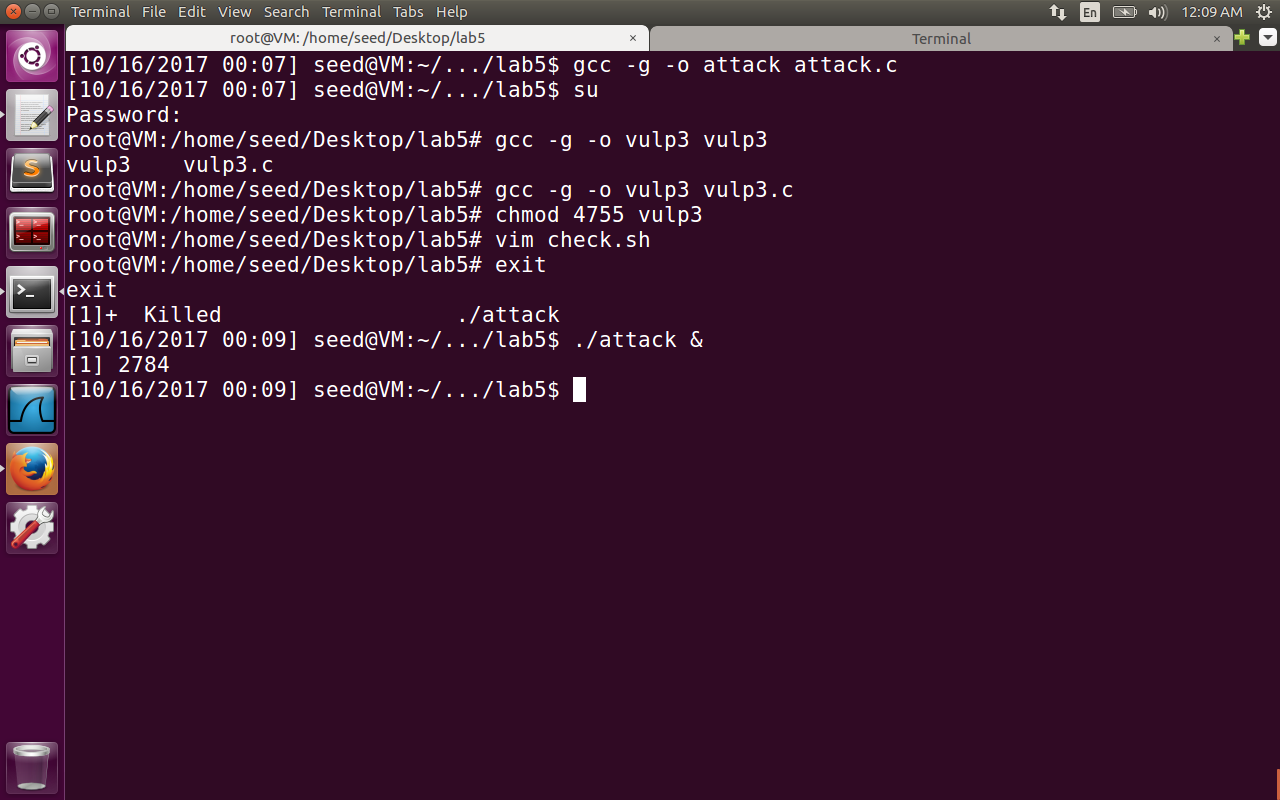 Terminal File Edit View Search Terminal Tabs Help En 12:09 AM
root@VM: /home/seed/Desktop/lab5 × Terminal ×
[10/16/2017 00:07] seed@VM:~/.../lab5$ gcc -g -o attack attack.c
[10/16/2017 00:07] seed@VM:~/.../lab5$ su
Password:
root@VM:/home/seed/Desktop/lab5# gcc -g -o vulp3 vulp3
vulp3    vulp3.c
root@VM:/home/seed/Desktop/lab5# gcc -g -o vulp3 vulp3.c
root@VM:/home/seed/Desktop/lab5# chmod 4755 vulp3
root@VM:/home/seed/Desktop/lab5# vim check.sh
root@VM:/home/seed/Desktop/lab5# exit
exit
[1]+  Killed                  ./attack
[10/16/2017 00:09] seed@VM:~/.../lab5$ ./attack &
[1] 2784
[10/16/2017 00:09] seed@VM:~/.../lab5$